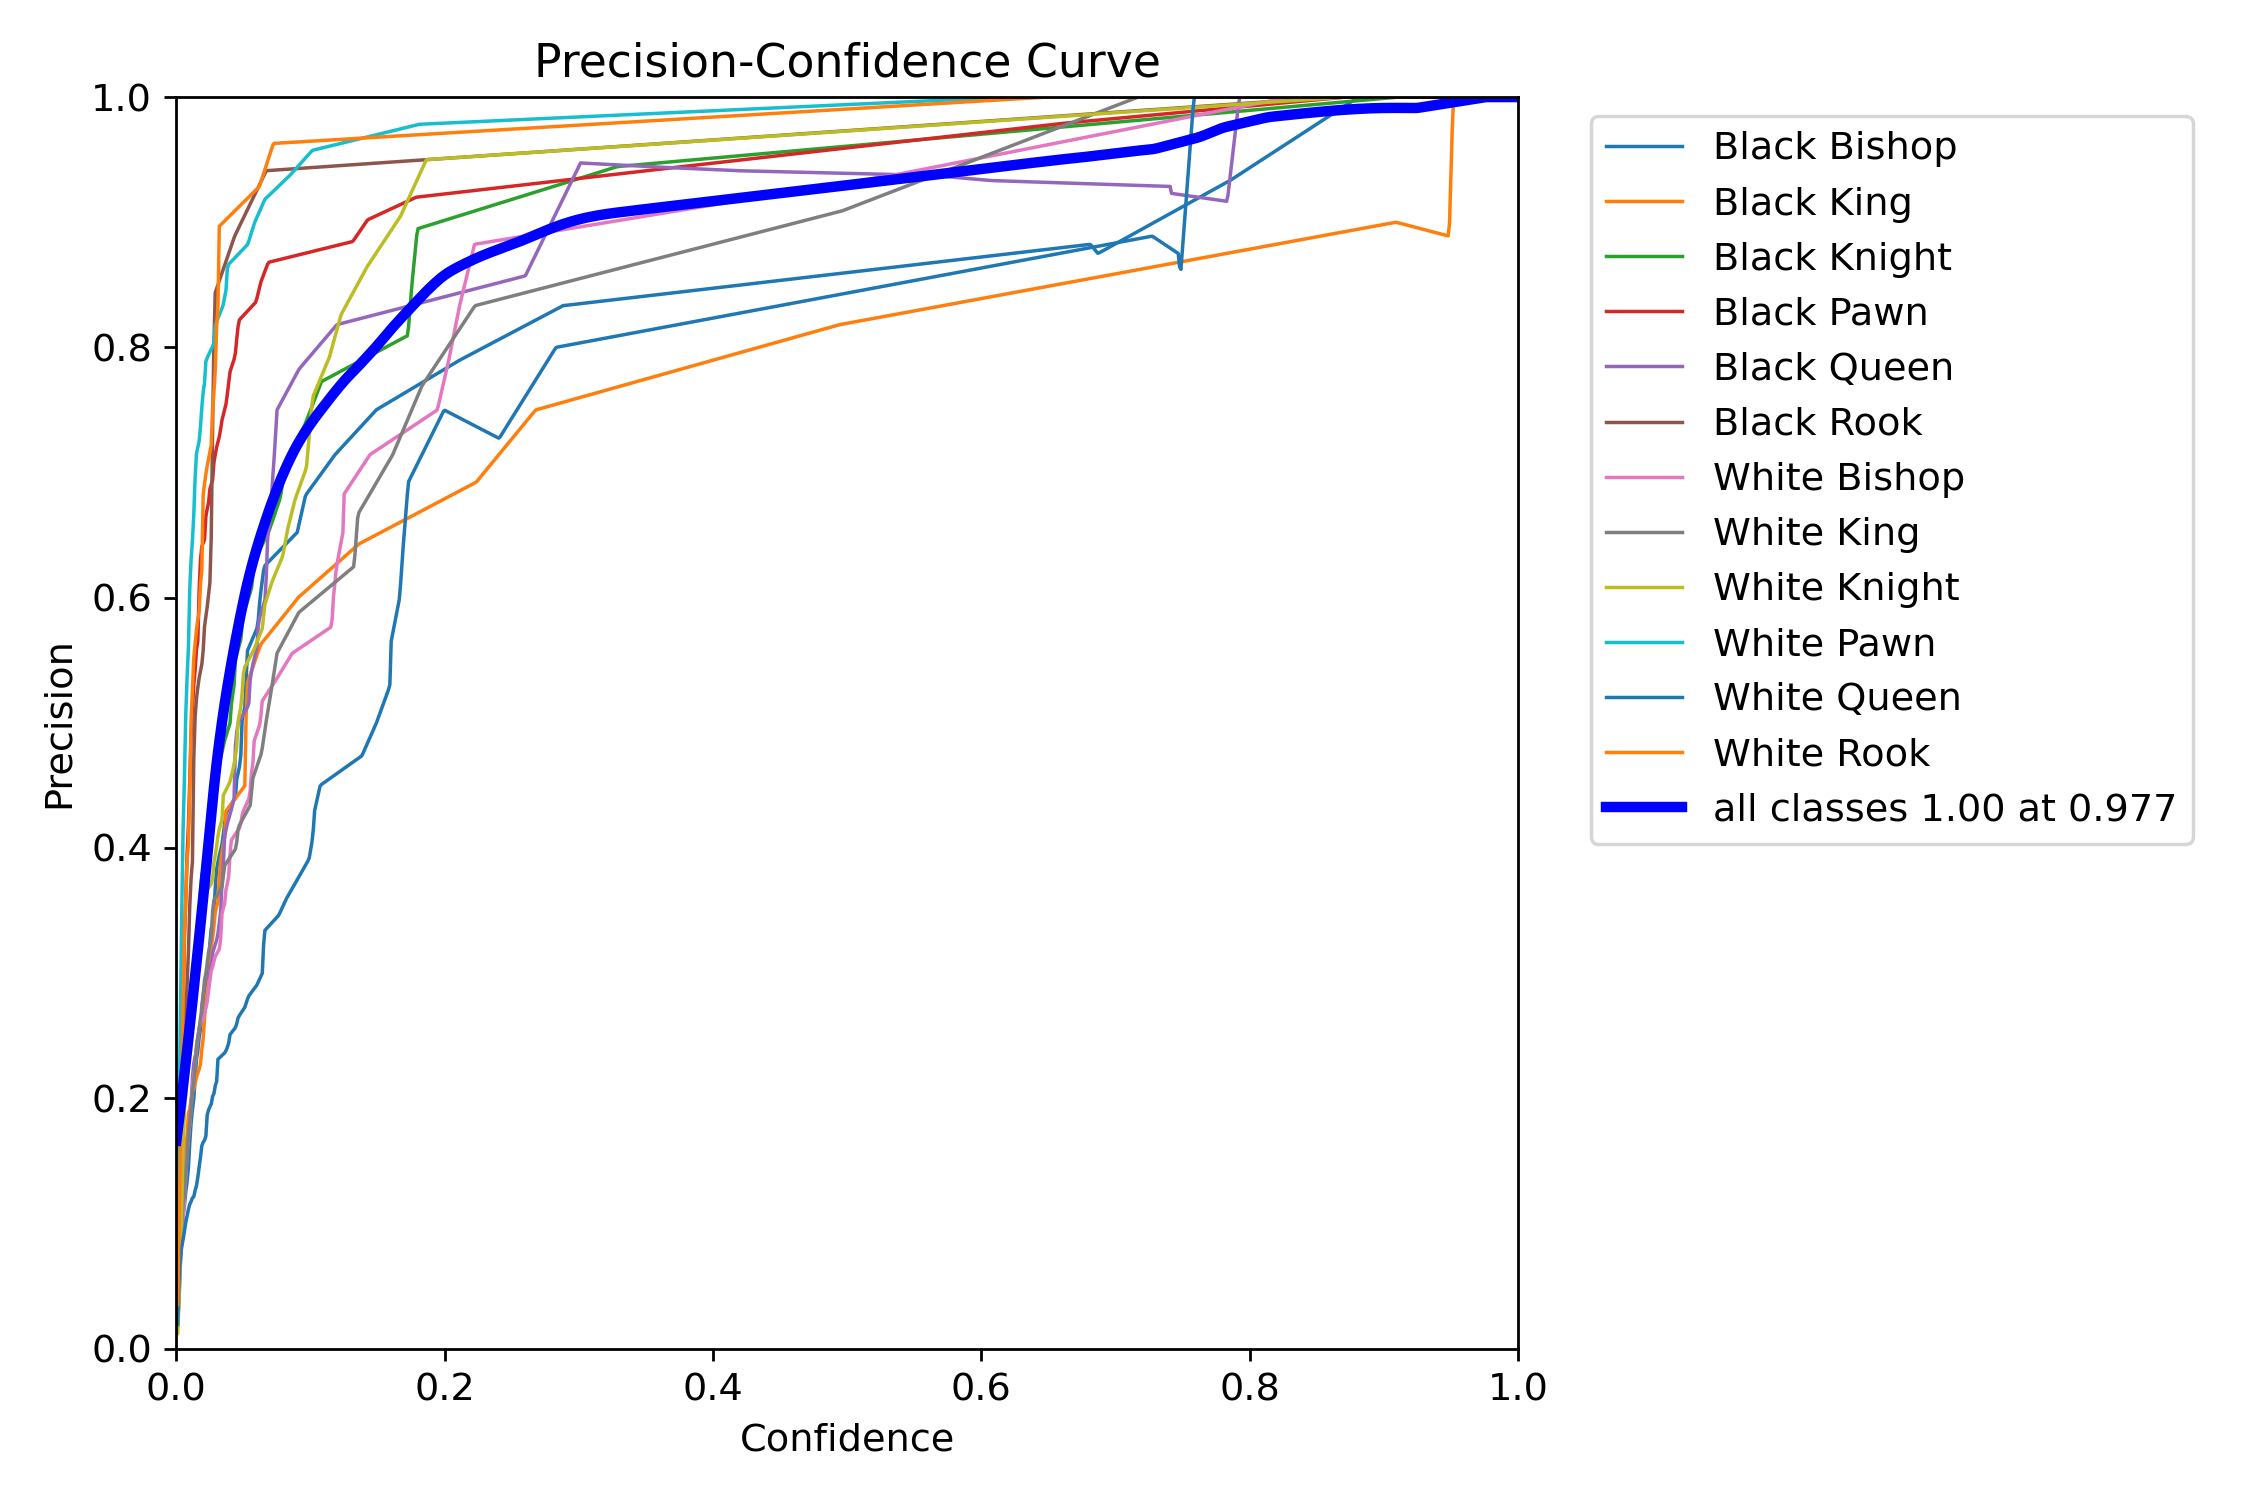 Precision-Confidence Curve
1.0
0.8
0.6
0.4
0.2
0.0
Precision
0.0 0.2 0.4 0.6 0.8 1.0
Confidence
Black Bishop
Black King
Black Knight
Black Pawn
Black Queen
Black Rook
White Bishop
White King
White Knight
White Pawn
White Queen
White Rook
all classes 1.00 at 0.977